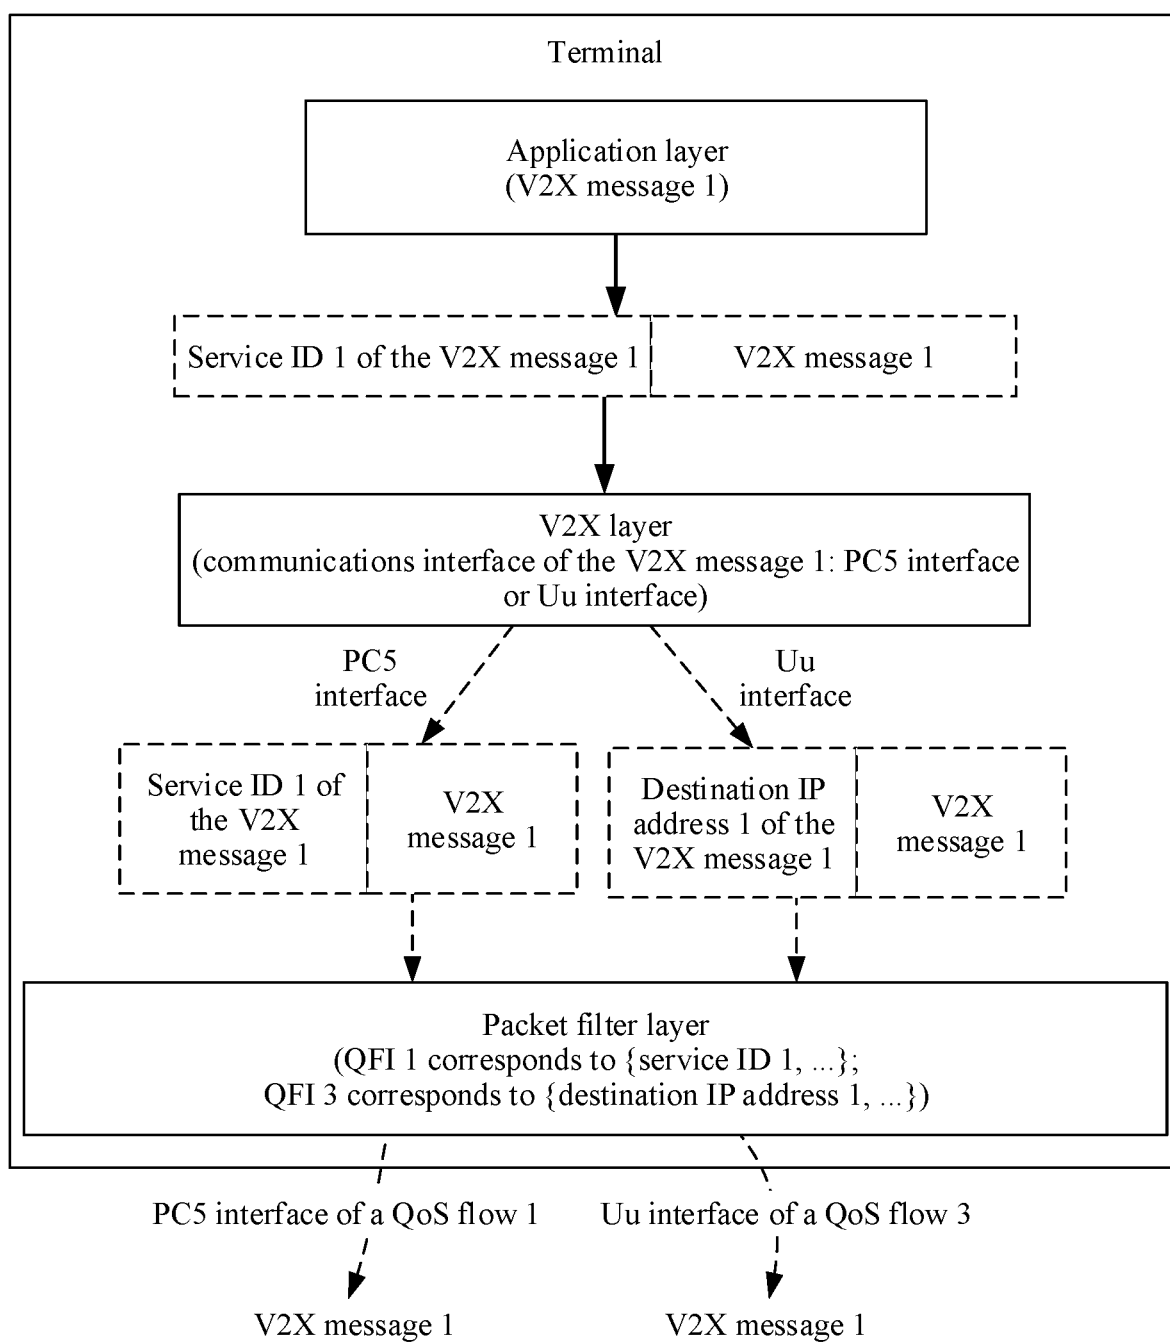 Terminal
Application layer
(V2X message 1)
Service ID 1 of the V2X message 1
V2X message 1
V2X layer
(communications interface of the V2X message 1: PC5 interface
or Uu interface)
PC5
interface
Uu
interface
Service ID 1 of
the V2X
message 1
V2X
message 1
Destination IP
address 1 of the
V2X message 1
V2X
message 1
Packet filter layer
(QFI 1 corresponds to {service ID 1, ...};
QFI 3 corresponds to {destination IP address 1, ...})
PC5 interface of a QoS flow 1
Uu interface of a QoS flow 3
V2X message 1
V2X message 1